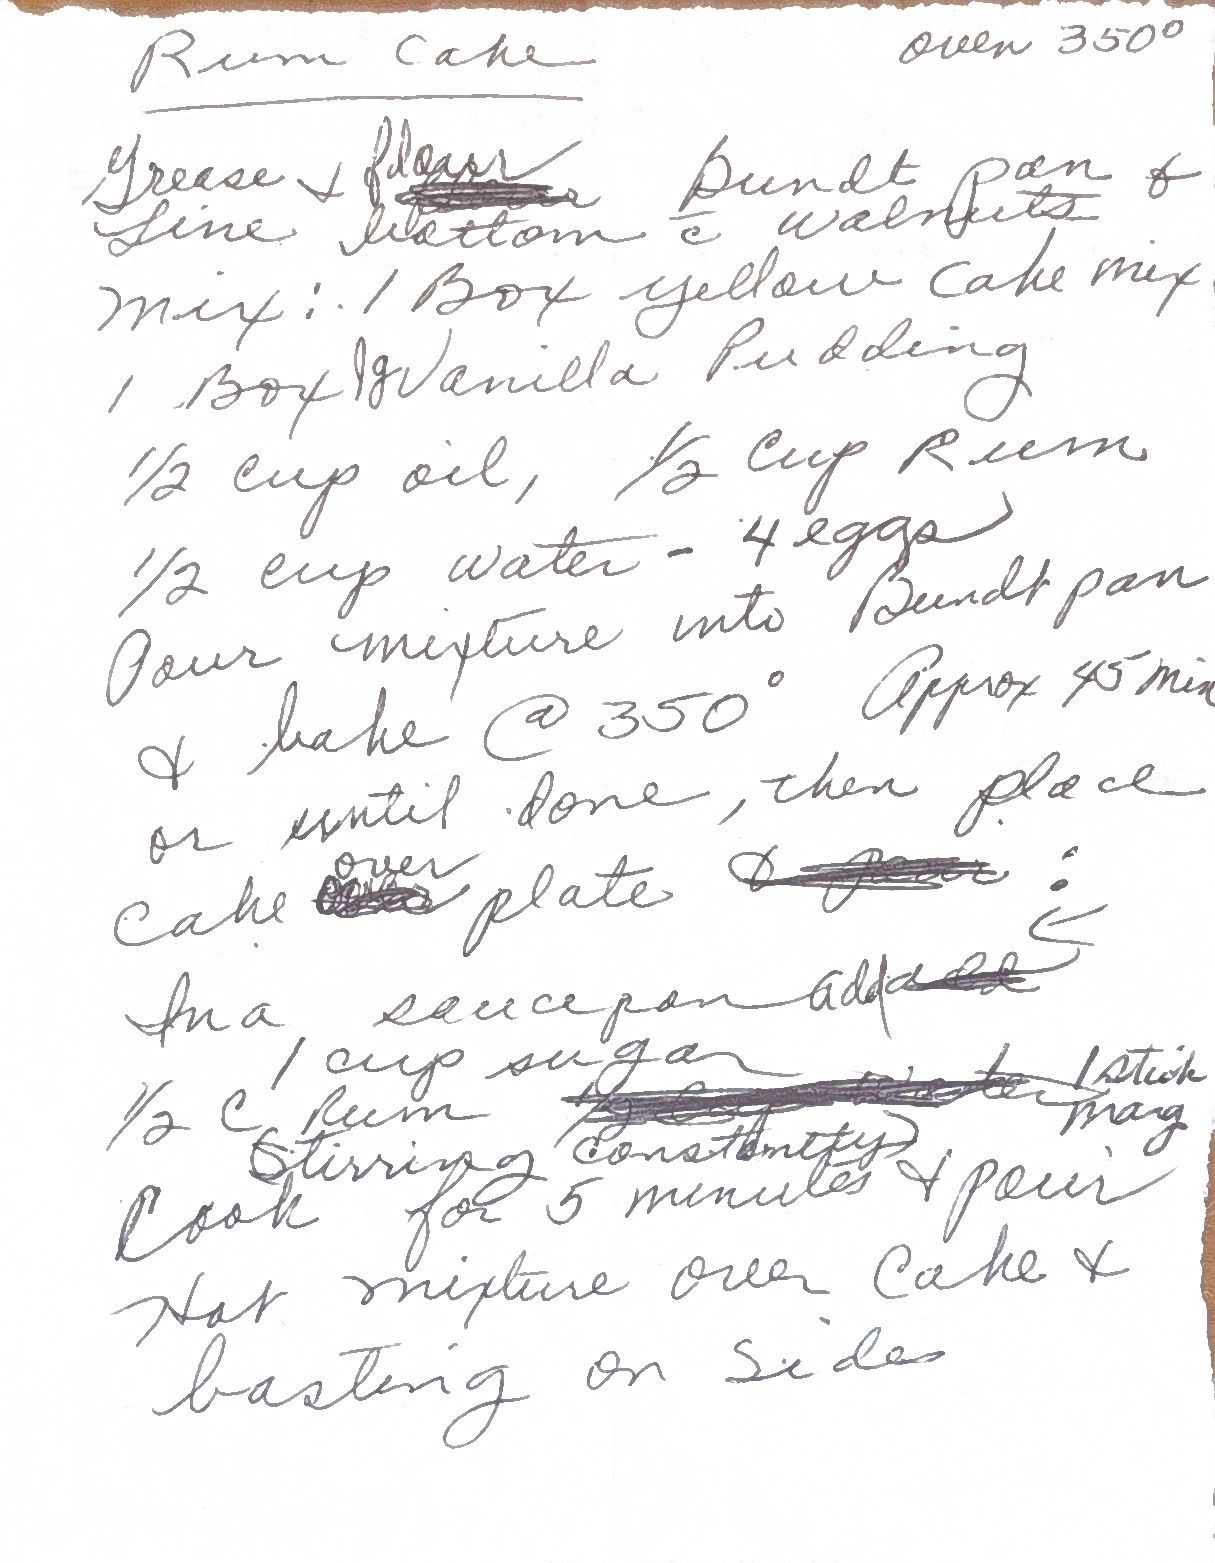 Rum Cake oven 350°
Grease & flour bundt pan &
line bottom c̄ walnuts
Mix: 1 Box yellow cake mix
1 Box lg Vanilla Pudding
1/2 cup oil, 1/2 cup Rum
1/2 cup water - 4 eggs
Pour mixture into Bundt pan
& bake @ 350° Approx 45 min
or until done, then place
cake over plate :
In a saucepan add
1 cup sugar
1/2 C Rum 1 stick marg
Stirring constantly
Cook for 5 minutes & pour
Hot mixture over Cake &
basting on sides